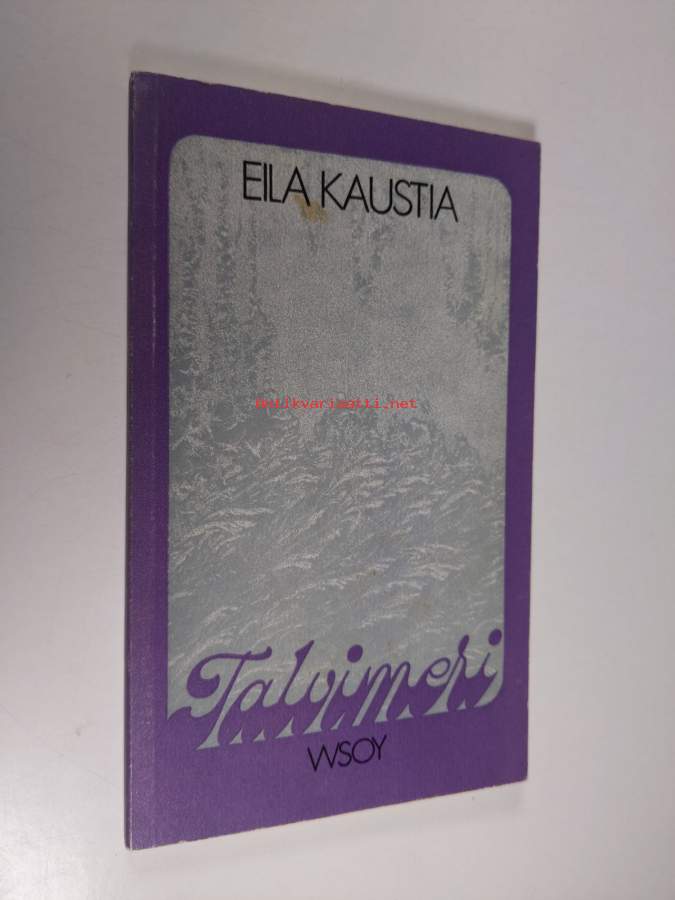 EILA KAUSTIA
antikvariaatti.net
Talvimeri
WSOY